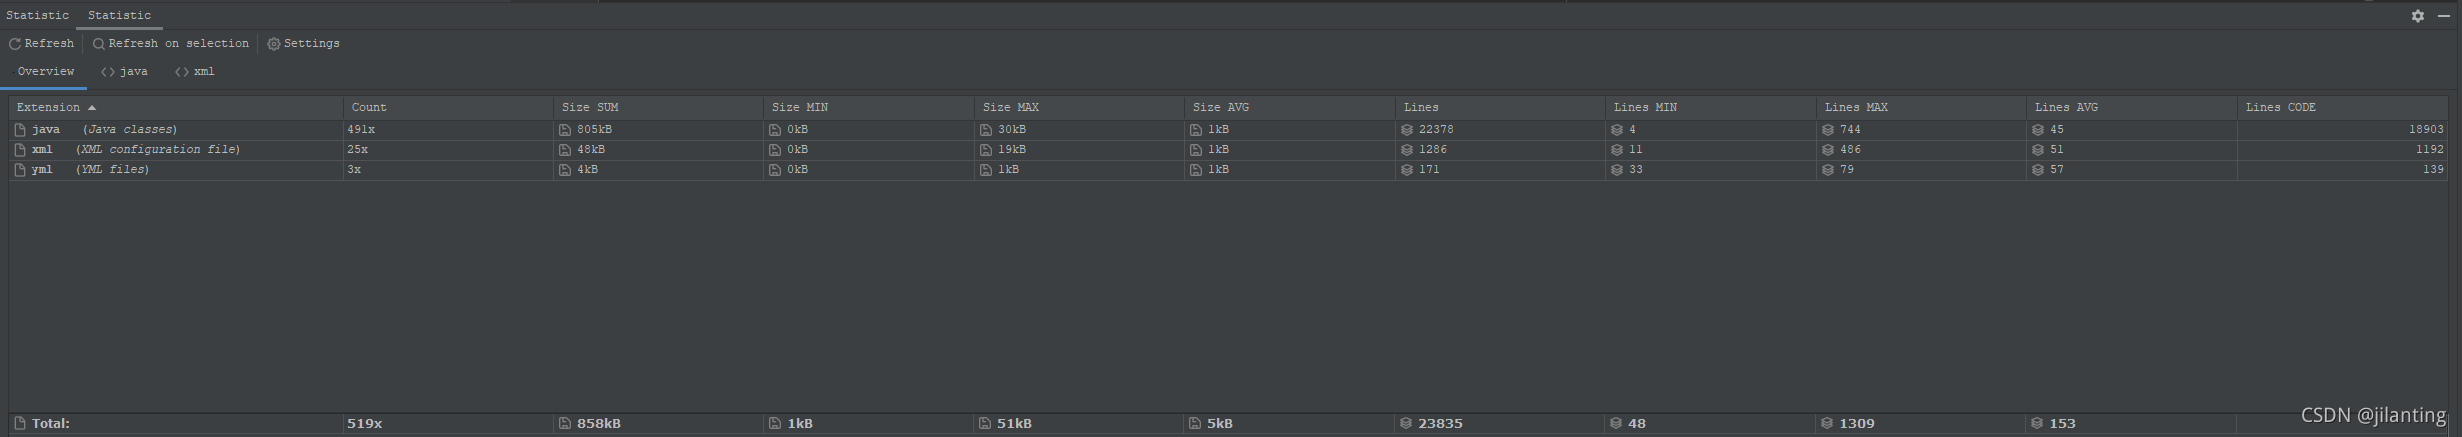 Statistic Statistic
Refresh Refresh on selection Settings
Overview <> java <> xml
Extension Count Size SUM Size MIN Size MAX Size AVG Lines Lines MIN Lines MAX Lines AVG Lines CODE
java (Java classes) 491x 805kB 0kB 30kB 1kB 22378 4 744 45 18903
xml (XML configuration file) 25x 48kB 0kB 19kB 1kB 1286 11 486 51 1192
yml (YML files) 3x 4kB 0kB 1kB 1kB 171 33 79 57 139
Total: 519x 858kB 1kB 51kB 5kB 23835 48 1309 153
CSDN @jilanting